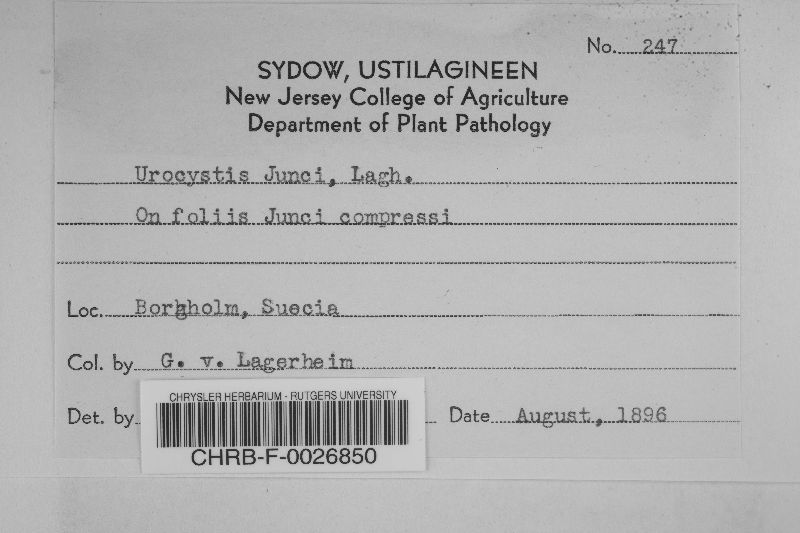 No. 247
SYDOW, USTILAGINEEN
New Jersey College of Agriculture
Department of Plant Pathology
Urocystis Junci, Lagh.
On foliis Junci compressi
Loc. Borgholm, Suecia
Col. by G. v. Lagerheim
Det. by
Date August, 1896
CHRYSLER HERBARIUM - RUTGERS UNIVERSITY
CHRB-F-0026850